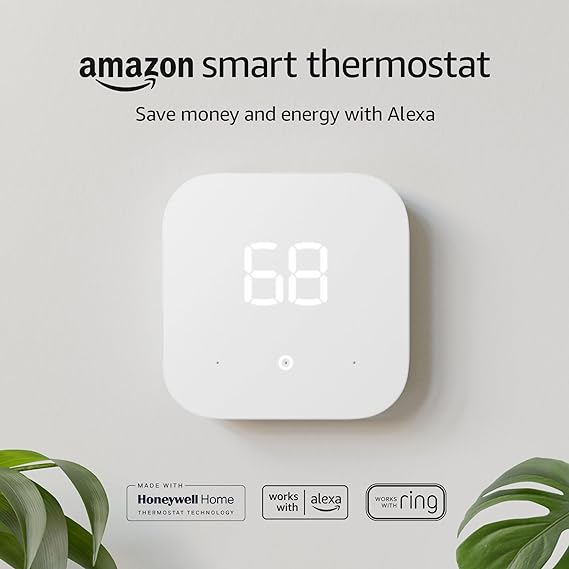 amazon smart thermostat
Save money and energy with Alexa
68
MADE WITH
Honeywell Home
THERMOSTAT TECHNOLOGY
works with | alexa
WORKS WITH ring